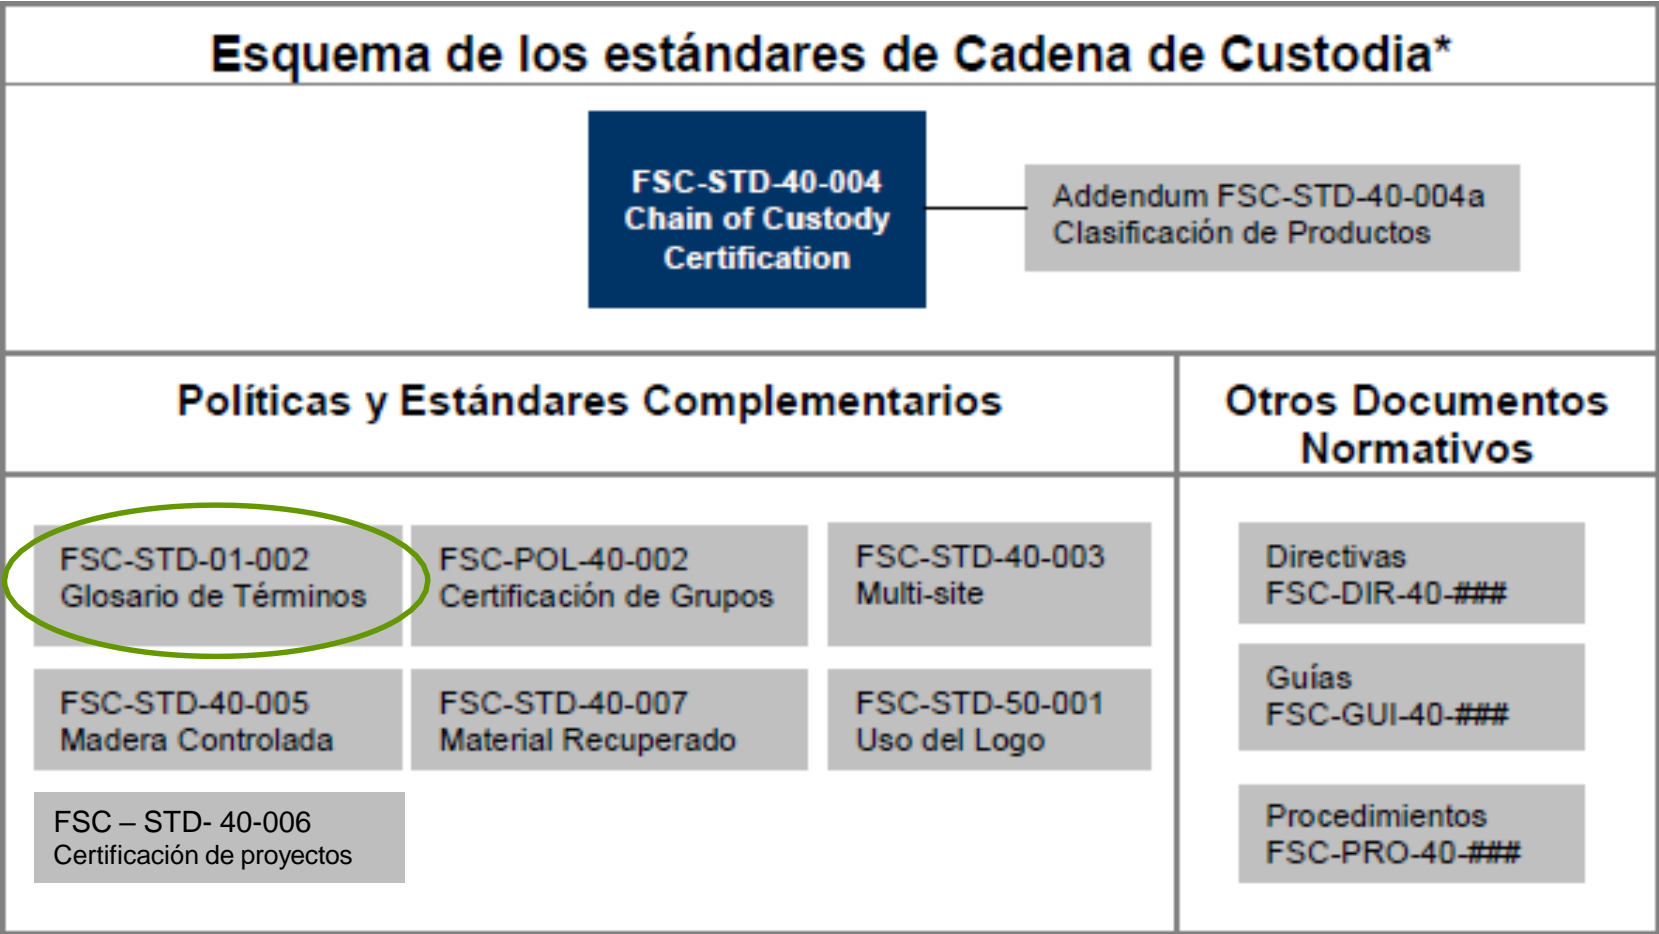 Esquema de los estándares de Cadena de Custodia*
FSC-STD-40-004
Chain of Custody
Certification
Addendum FSC-STD-40-004a
Clasificación de Productos
Políticas y Estándares Complementarios
Otros Documentos
Normativos
FSC-STD-01-002
Glosario de Términos
FSC-POL-40-002
Certificación de Grupos
FSC-STD-40-003
Multi-site
FSC-STD-40-005
Madera Controlada
FSC-STD-40-007
Material Recuperado
FSC-STD-50-001
Uso del Logo
FSC – STD- 40-006
Certificación de proyectos
Directivas
FSC-DIR-40-###
Guías
FSC-GUI-40-###
Procedimientos
FSC-PRO-40-###